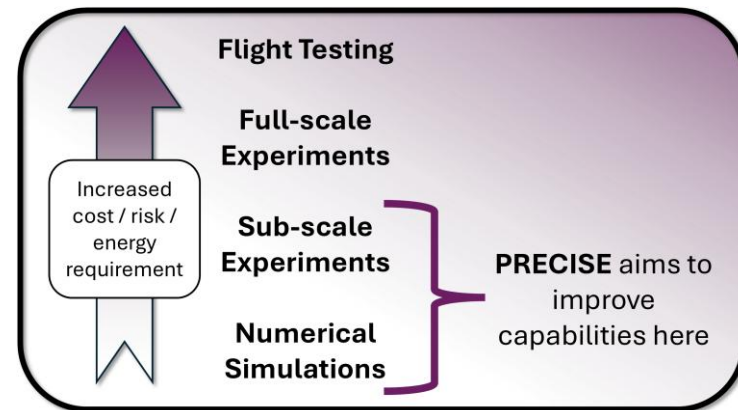 Flight Testing
Full-scale
Experiments
Increased
cost / risk /
energy
requirement
Sub-scale
Experiments
PRECISE aims to
improve
capabilities here
Numerical
Simulations